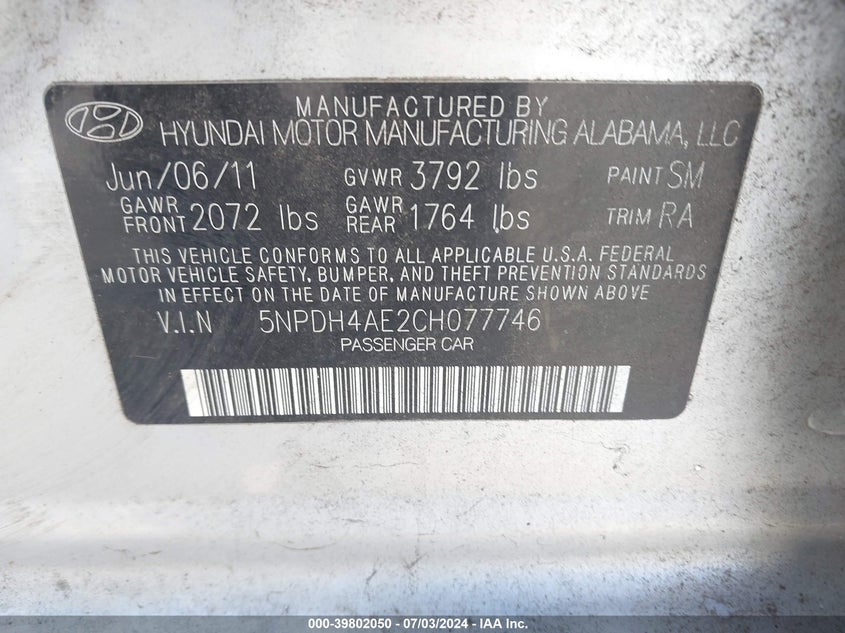 MANUFACTURED BY
HYUNDAI MOTOR MANUFACTURING ALABAMA, LLC
Jun/06/11 GVWR 3792 lbs PAINT SM
GAWR FRONT 2072 lbs GAWR REAR 1764 lbs TRIM RA
THIS VEHICLE CONFORMS TO ALL APPLICABLE U.S.A. FEDERAL
MOTOR VEHICLE SAFETY, BUMPER, AND THEFT PREVENTION STANDARDS
IN EFFECT ON THE DATE OF MANUFACTURE SHOWN ABOVE.
V.I.N 5NPDH4AE2CH077746
PASSENGER CAR
000-39802050 - 07/03/2024 - IAA Inc.